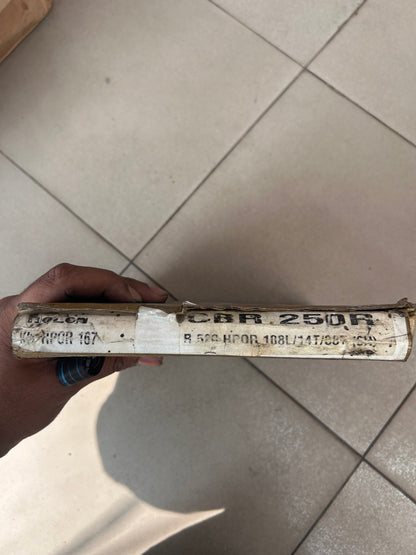 ROLON CBR 250R
HPOR 167 R 520 HPOR 108L/14T/38T